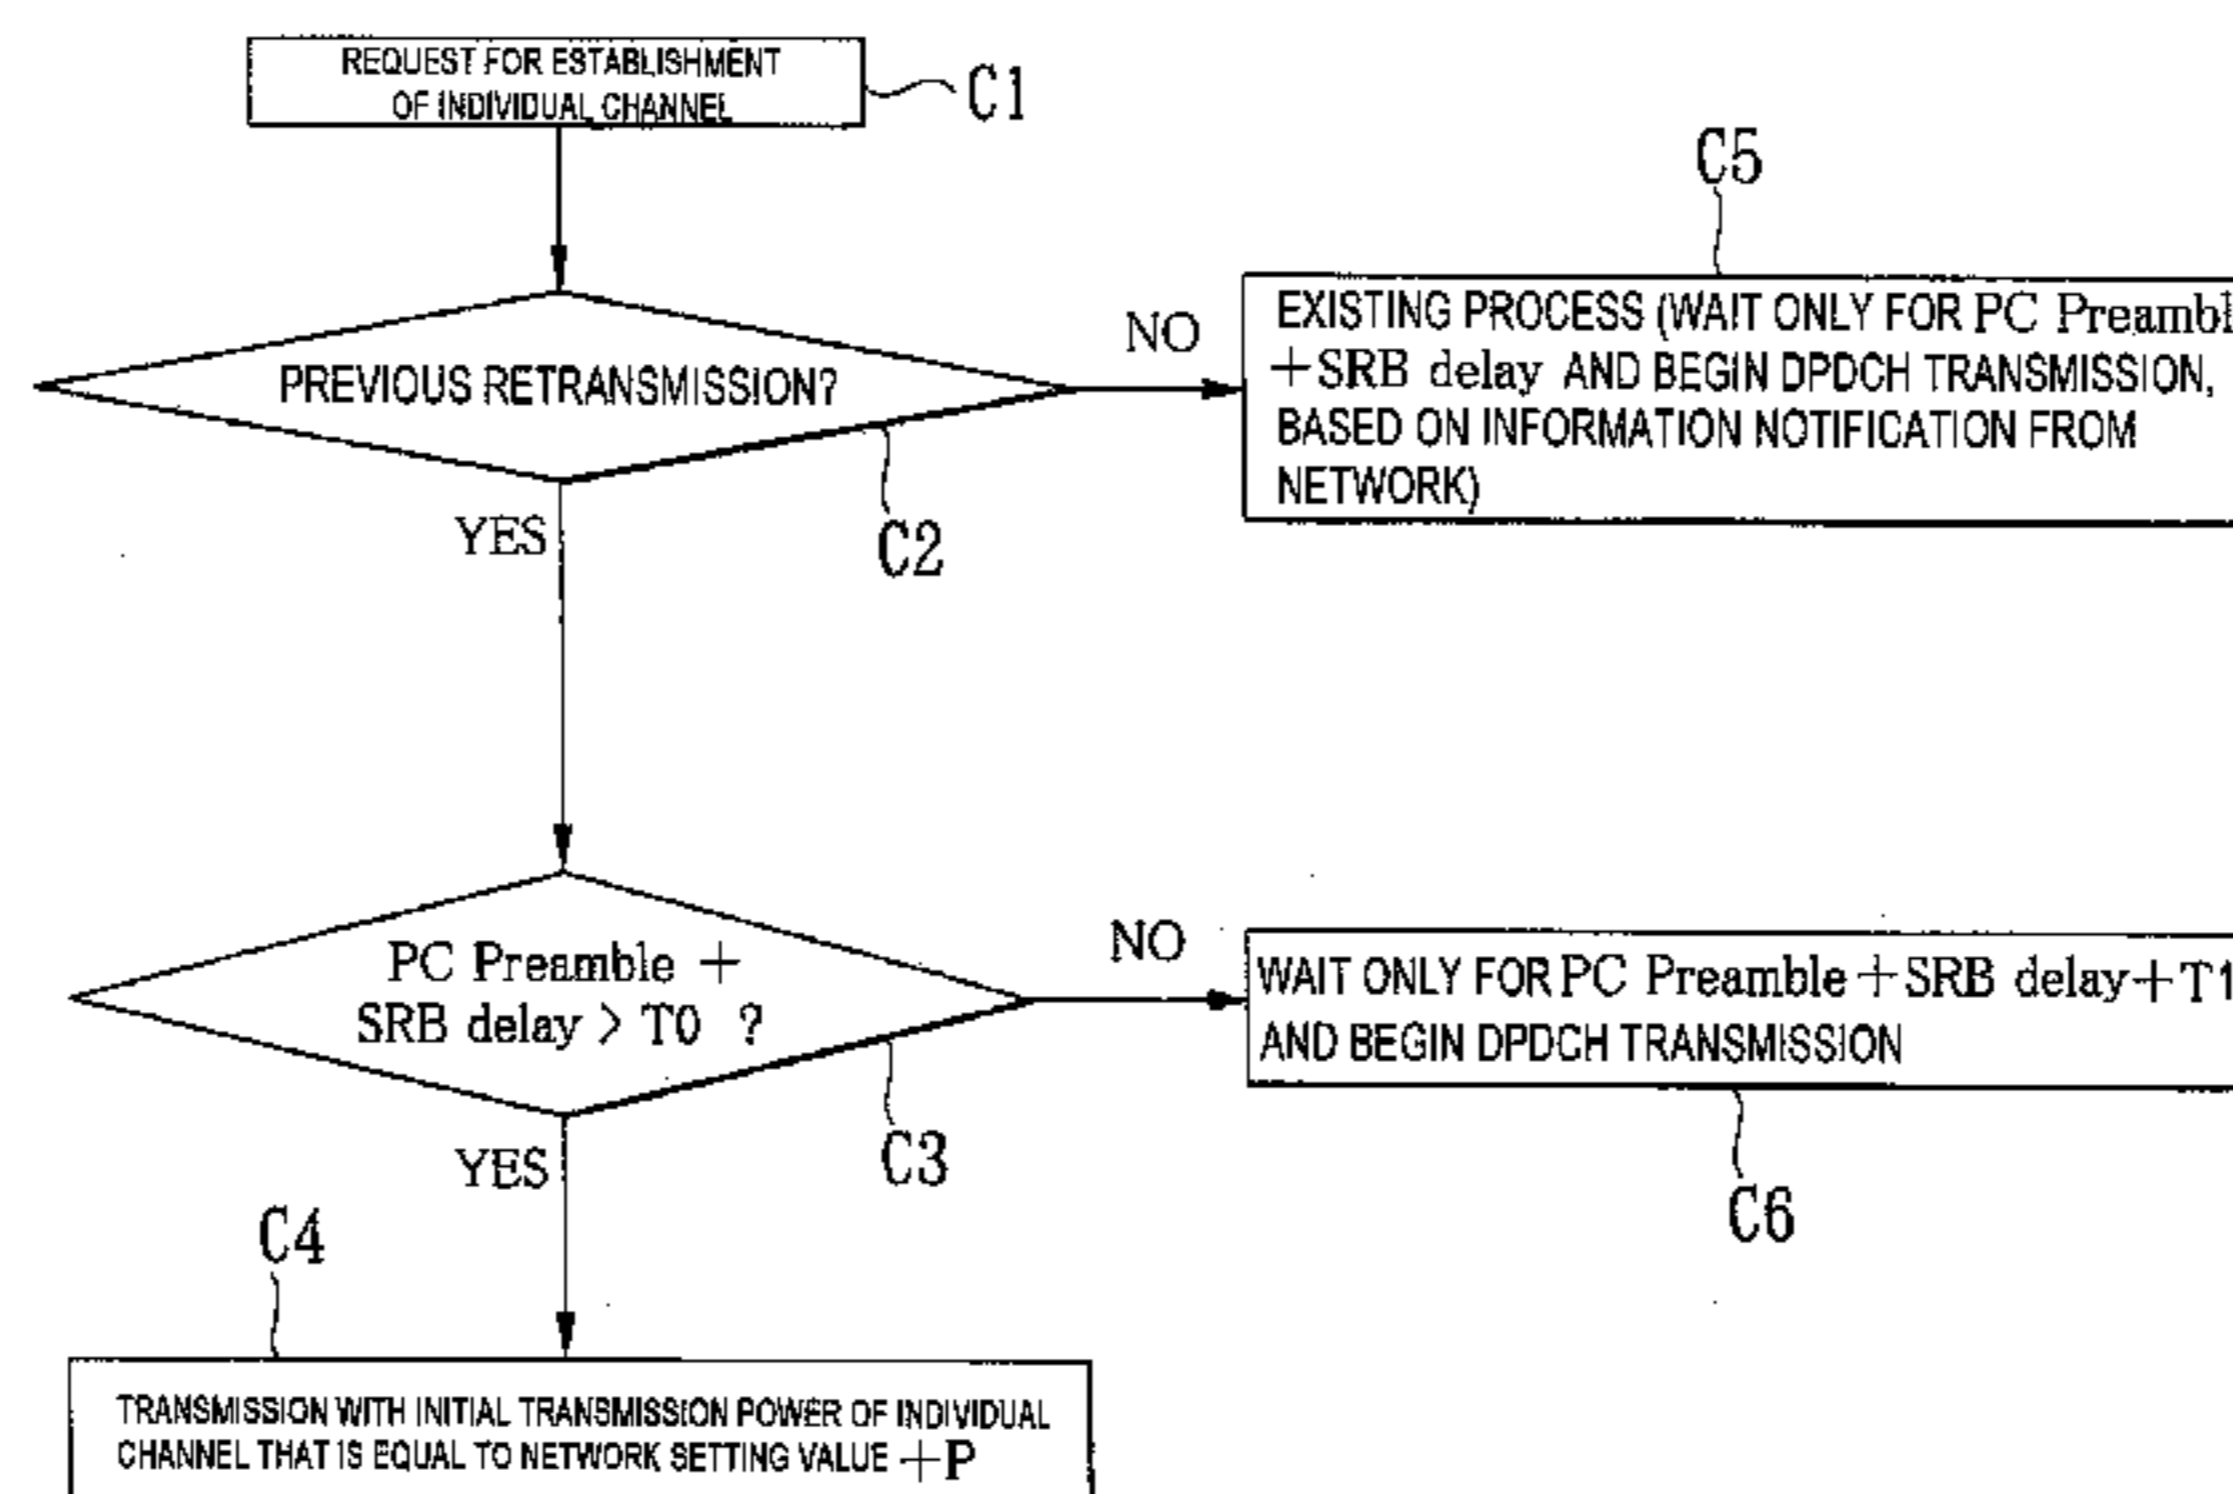 REQUEST FOR ESTABLISHMENT
OF INDIVIDUAL CHANNEL
C1
C5
PREVIOUS RETRANSMISSION?
NO
EXISTING PROCESS (WAIT ONLY FOR PC Preambl
+SRB delay AND BEGIN DPDCH TRANSMISSION,
BASED ON INFORMATION NOTIFICATION FROM
NETWORK)
YES
C2
PC Preamble +
SRB delay > T0 ?
NO
WAIT ONLY FOR PC Preamble+SRB delay+T1
AND BEGIN DPDCH TRANSMISSION
YES
C3
C6
C4
TRANSMISSION WITH INITIAL TRANSMISSION POWER OF INDIVIDUAL
CHANNEL THAT IS EQUAL TO NETWORK SETTING VALUE +P